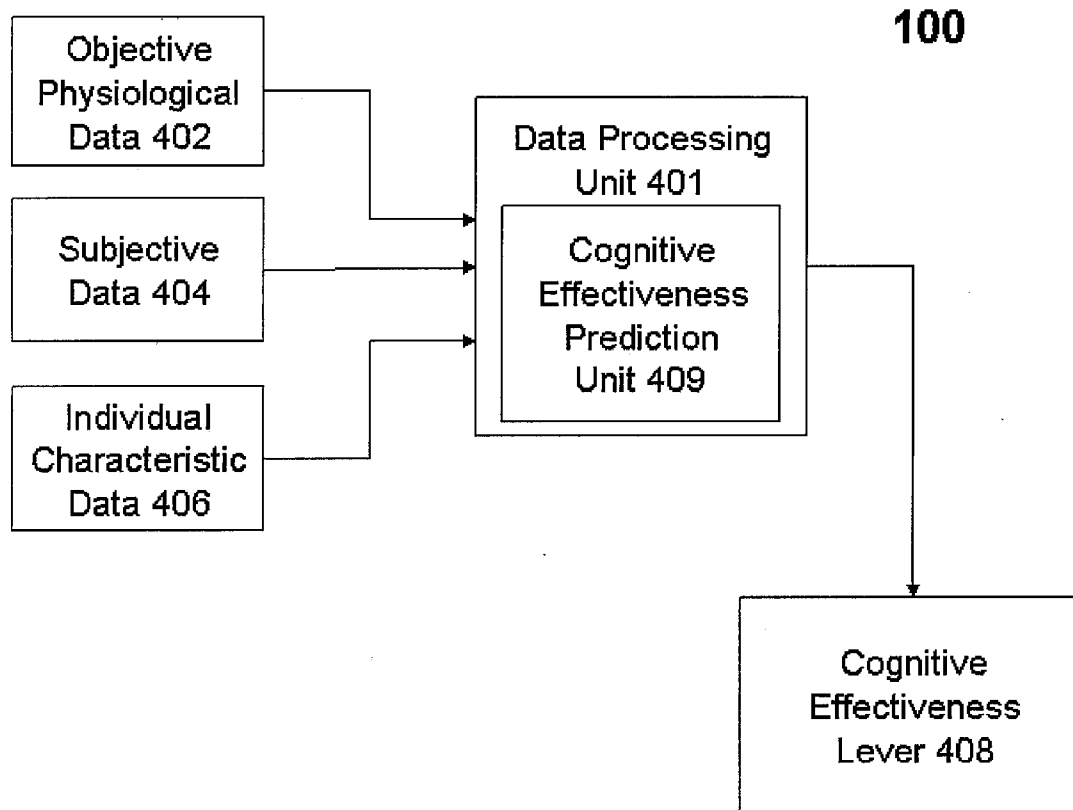 100
Objective
Physiological
Data 402
Subjective
Data 404
Individual
Characteristic
Data 406
Data Processing
Unit 401
Cognitive
Effectiveness
Prediction
Unit 409
Cognitive
Effectiveness
Lever 408